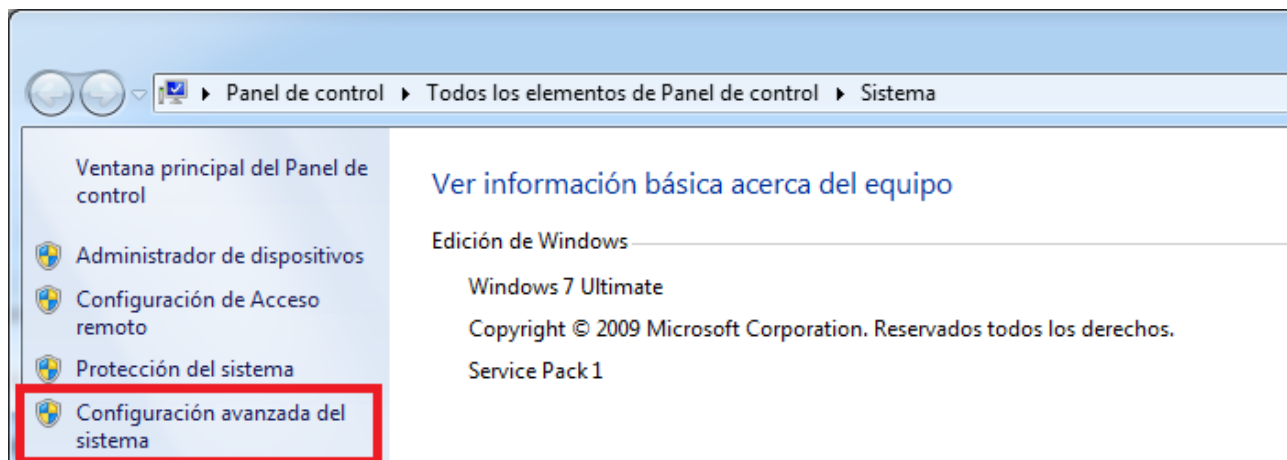 Panel de control Todos los elementos de Panel de control Sistema
Ventana principal del Panel de
control
Administrador de dispositivos
Configuración de Acceso
remoto
Protección del sistema
Configuración avanzada del
sistema
Ver información básica acerca del equipo
Edición de Windows
Windows 7 Ultimate
Copyright © 2009 Microsoft Corporation. Reservados todos los derechos.
Service Pack 1